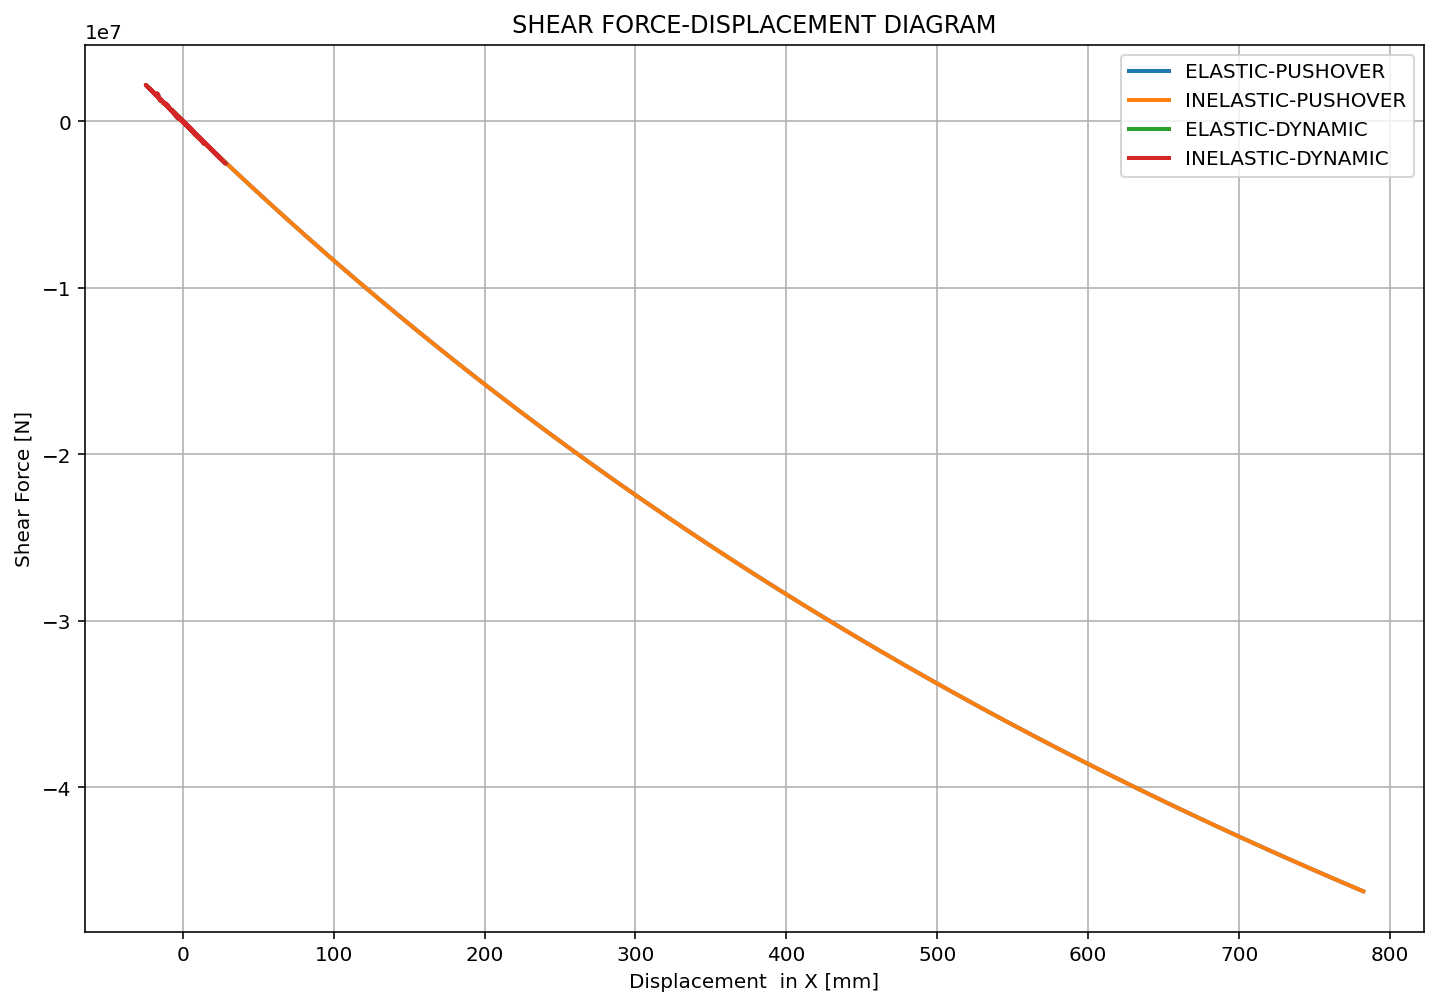 SHEAR FORCE-DISPLACEMENT DIAGRAM
1e7
ELASTIC-PUSHOVER
INELASTIC-PUSHOVER
ELASTIC-DYNAMIC
INELASTIC-DYNAMIC
0
−1
−2
−3
−4
Shear Force [N]
0 100 200 300 400 500 600 700 800
Displacement  in X [mm]